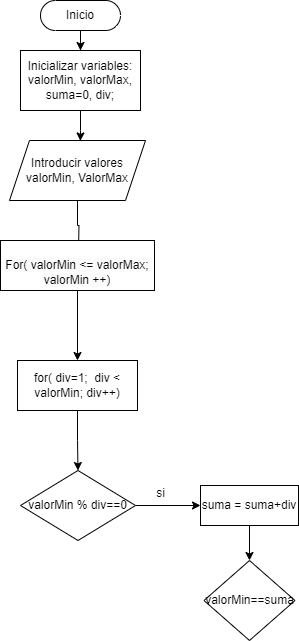 Inicio
Inicializar variables:
valorMin, valorMax,
suma=0, div;
Introducir valores
valorMin, ValorMax
For( valorMin <= valorMax;
valorMin ++)
for( div=1;  div <
valorMin; div++)
valorMin % div==0
si
suma = suma+div
valorMin==suma